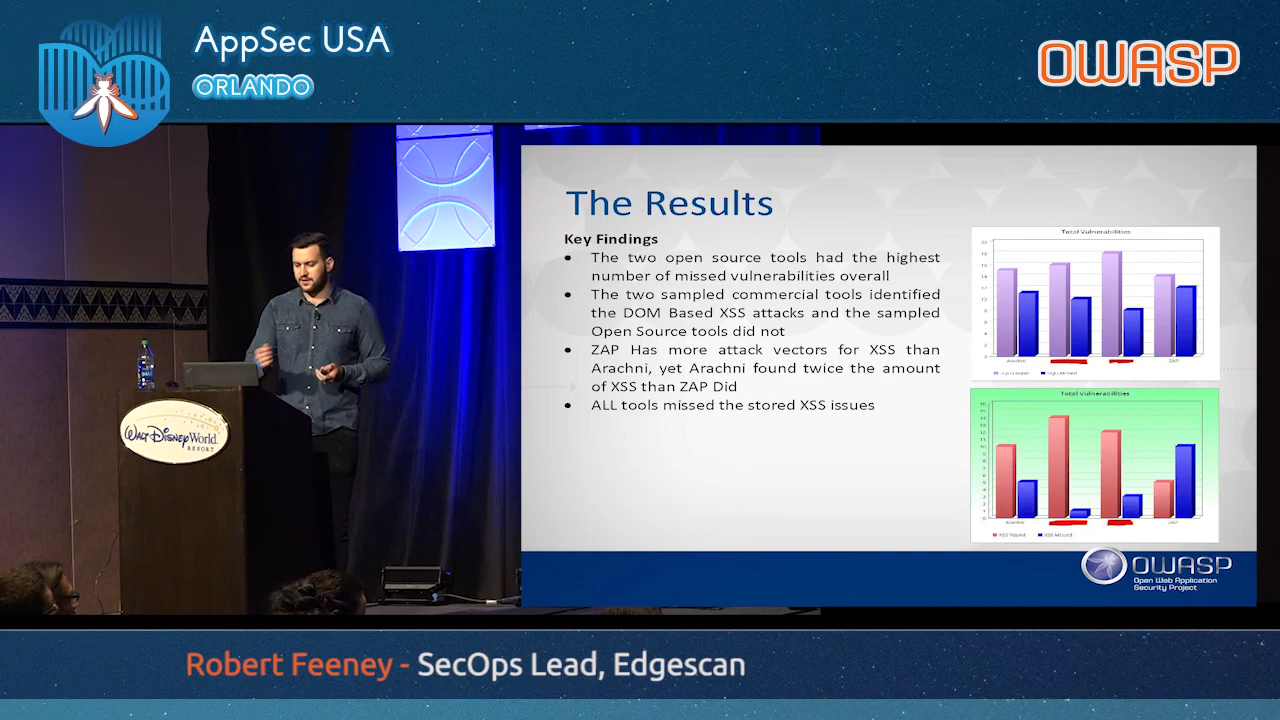 AppSec USA
ORLANDO
OWASP
The Results
Key Findings
• The two open source tools had the highest
number of missed vulnerabilities overall
• The two sampled commercial tools identified
the DOM Based XSS attacks and the sampled
Open Source tools did not
• ZAP Has more attack vectors for XSS than
Arachni, yet Arachni found twice the amount
of XSS than ZAP Did
• ALL tools missed the stored XSS issues
Total Vulnerabilities
Arachni ZAP
Total Vulnerabilities
Arachni ZAP
XSS Found XSS Missed
WALT DISNEY World
RESORT
OWASP
Open Web Application
Security Project
Robert Feeney - SecOps Lead, Edgescan